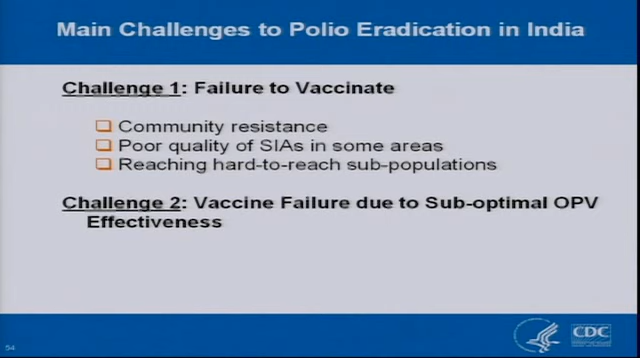 Main Challenges to Polio Eradication in India
Challenge 1: Failure to Vaccinate
❑ Community resistance
❑ Poor quality of SIAs in some areas
❑ Reaching hard-to-reach sub-populations
Challenge 2: Vaccine Failure due to Sub-optimal OPV
Effectiveness
54
CDC